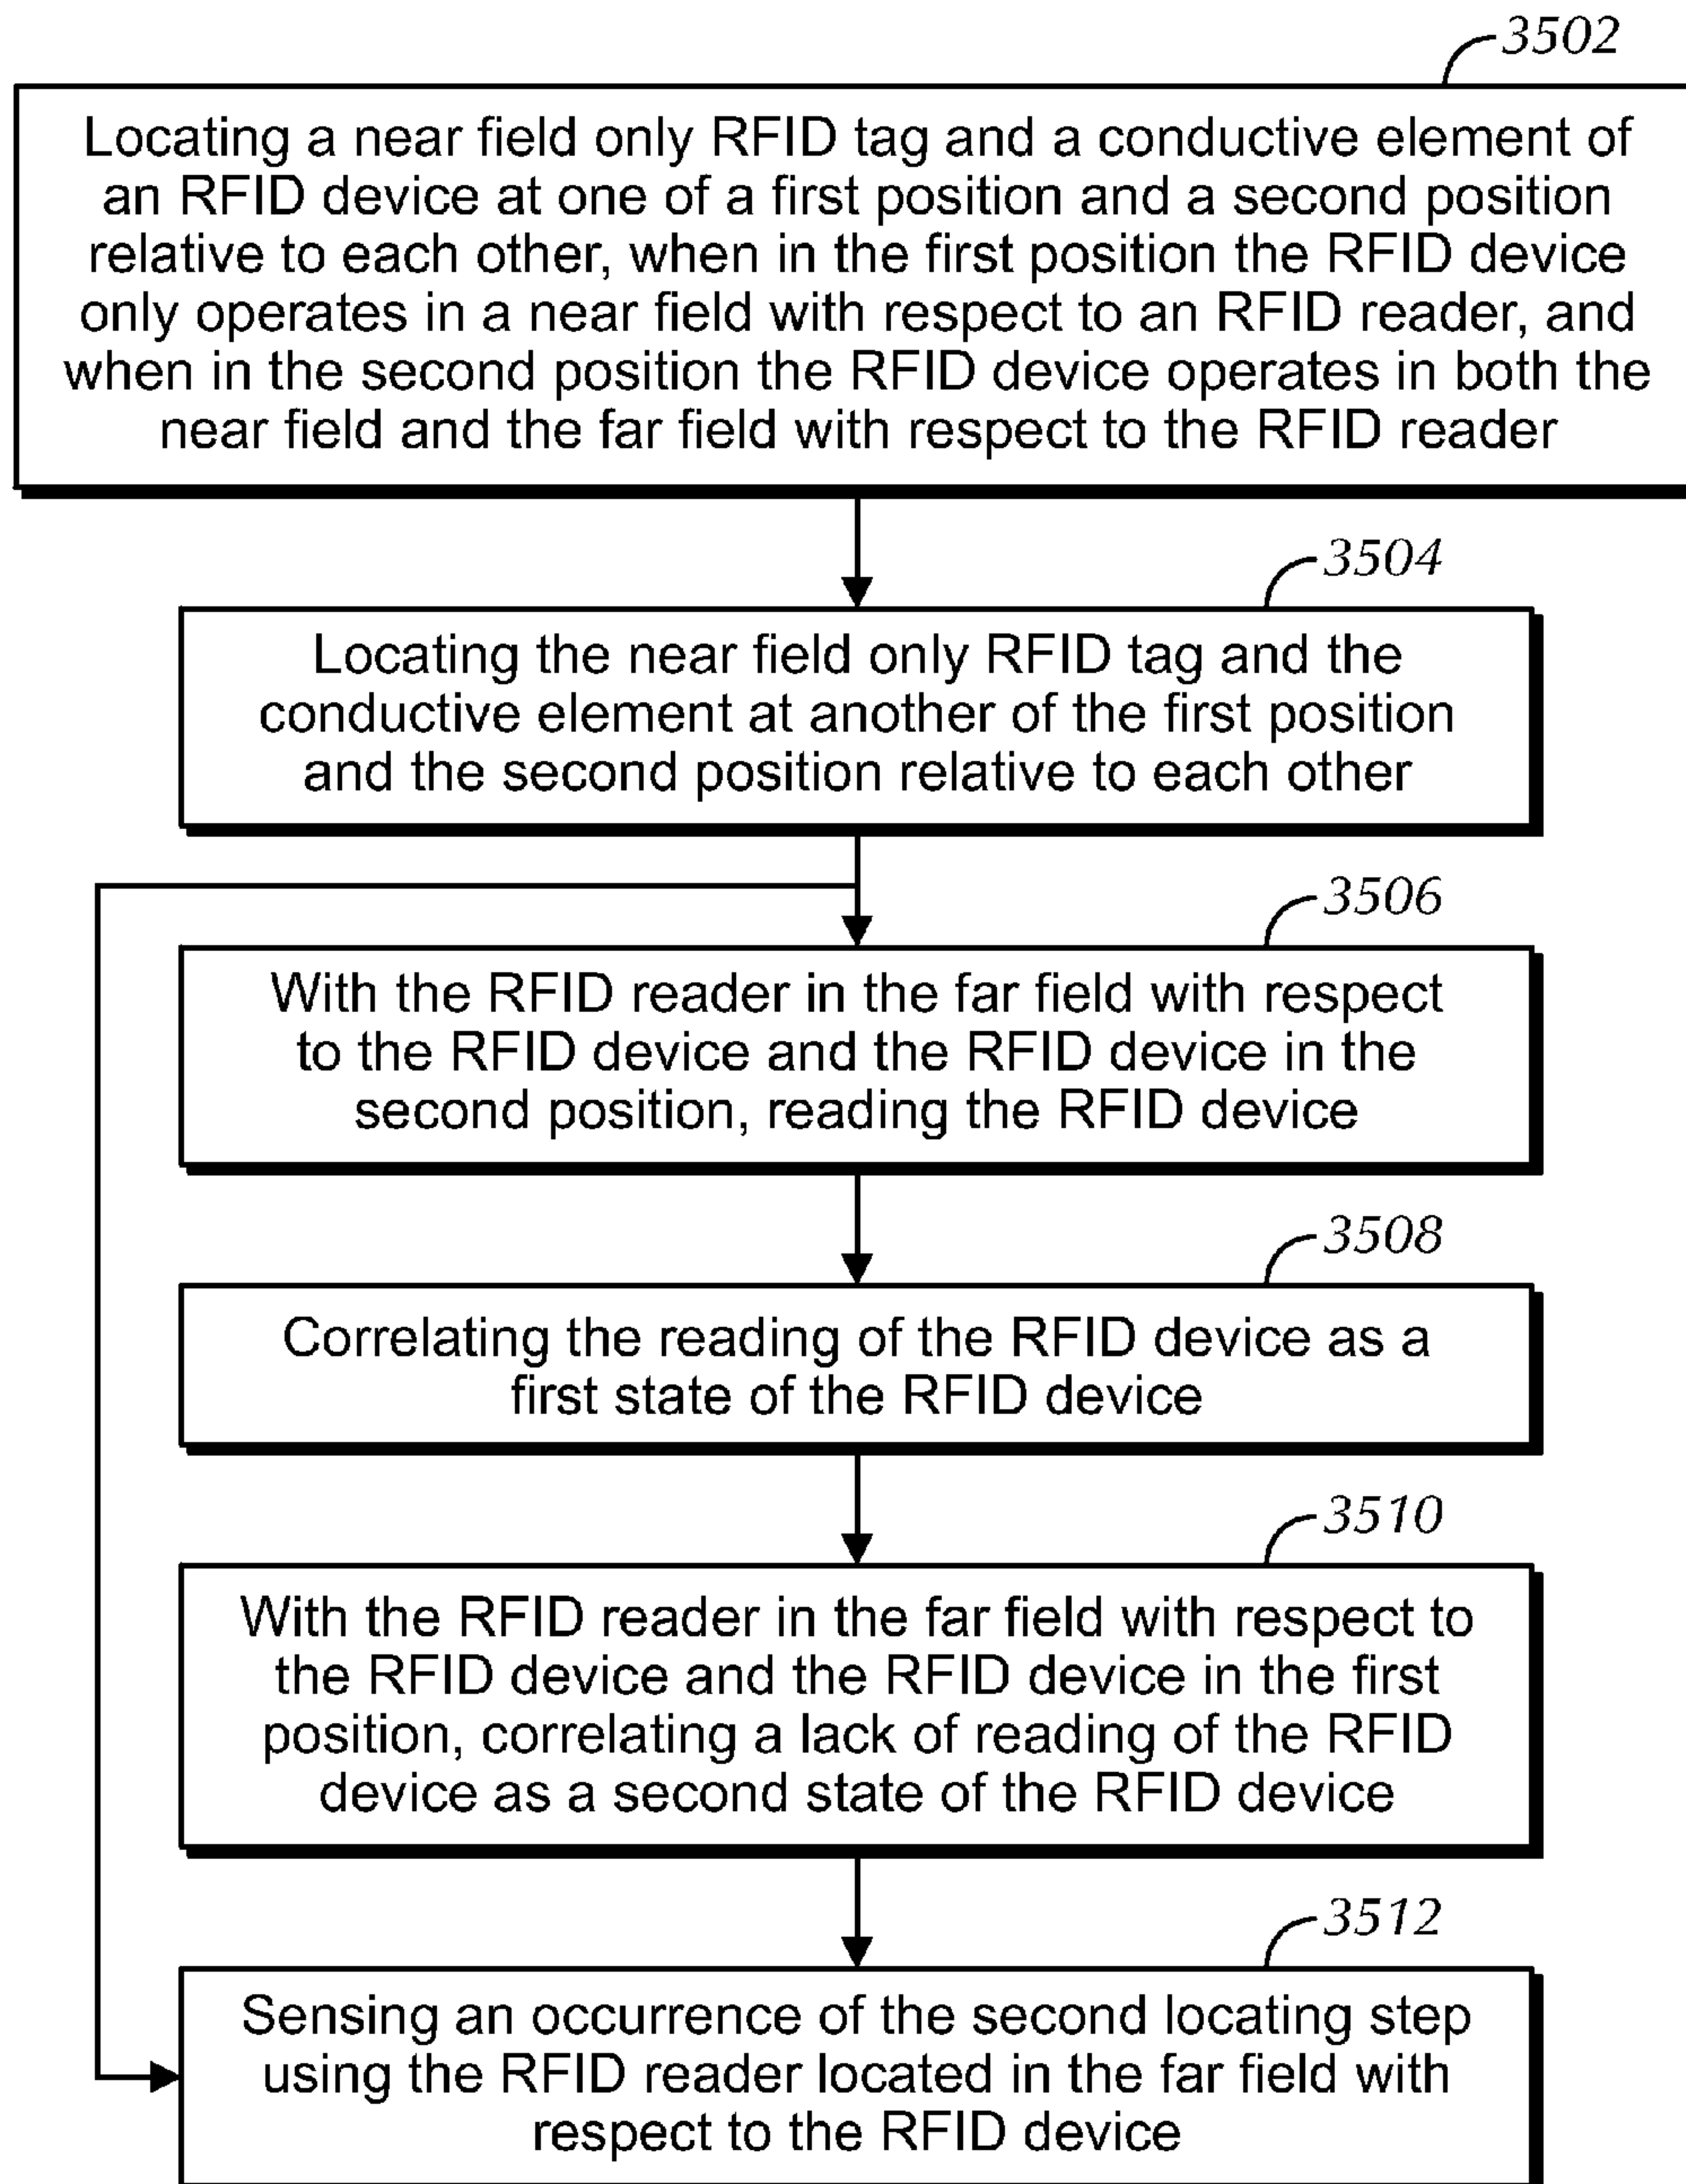 3502
Locating a near field only RFID tag and a conductive element of
an RFID device at one of a first position and a second position
relative to each other, when in the first position the RFID device
only operates in a near field with respect to an RFID reader, and
when in the second position the RFID device operates in both the
near field and the far field with respect to the RFID reader
3504
Locating the near field only RFID tag and the
conductive element at another of the first position
and the second position relative to each other
3506
With the RFID reader in the far field with respect
to the RFID device and the RFID device in the
second position, reading the RFID device
3508
Correlating the reading of the RFID device as a
first state of the RFID device
3510
With the RFID reader in the far field with respect to
the RFID device and the RFID device in the first
position, correlating a lack of reading of the RFID
device as a second state of the RFID device
3512
Sensing an occurrence of the second locating step
using the RFID reader located in the far field with
respect to the RFID device